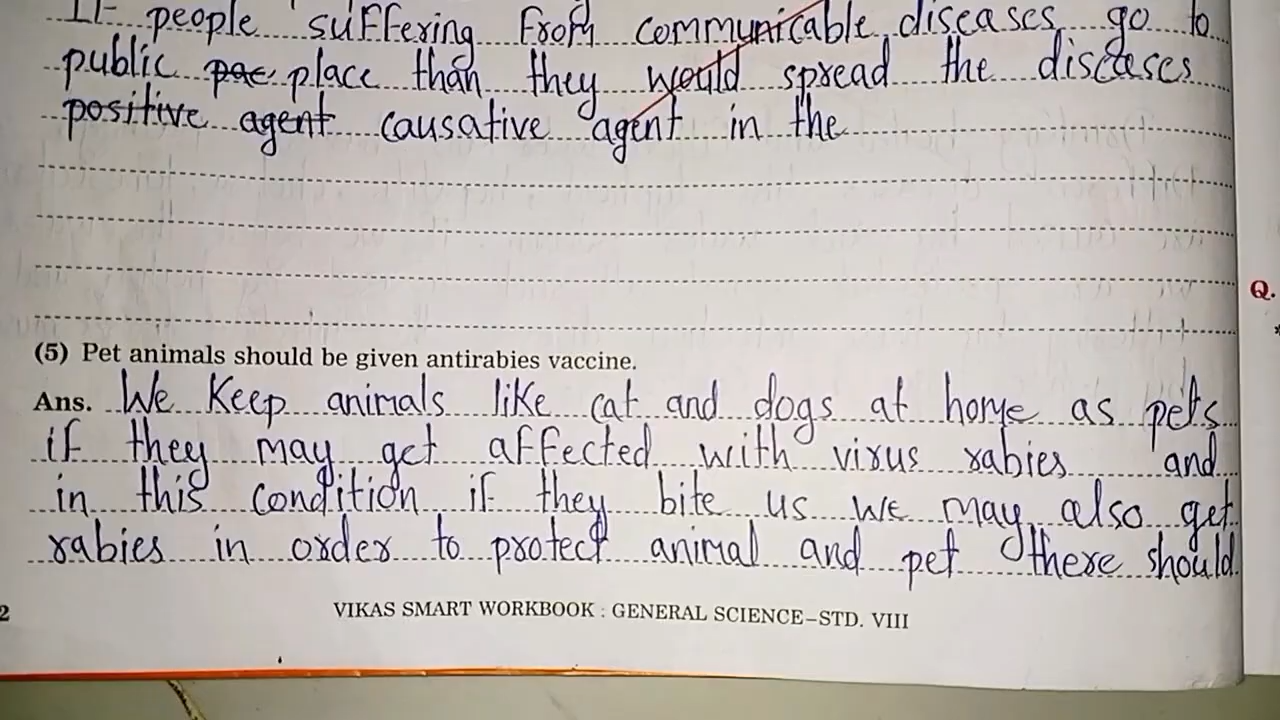 If people suffering from communicable diseases go to
public pac place than they would spread the diseases
positive agent causative agent in the
Q.
(5) Pet animals should be given antirabies vaccine.
Ans. We Keep animals like cat and dogs at home as pets
if they may get affected with virus rabies and
in this condition if they bite us we may also get
rabies in order to protect animal and pet there should
2
VIKAS SMART WORKBOOK : GENERAL SCIENCE–STD. VIII